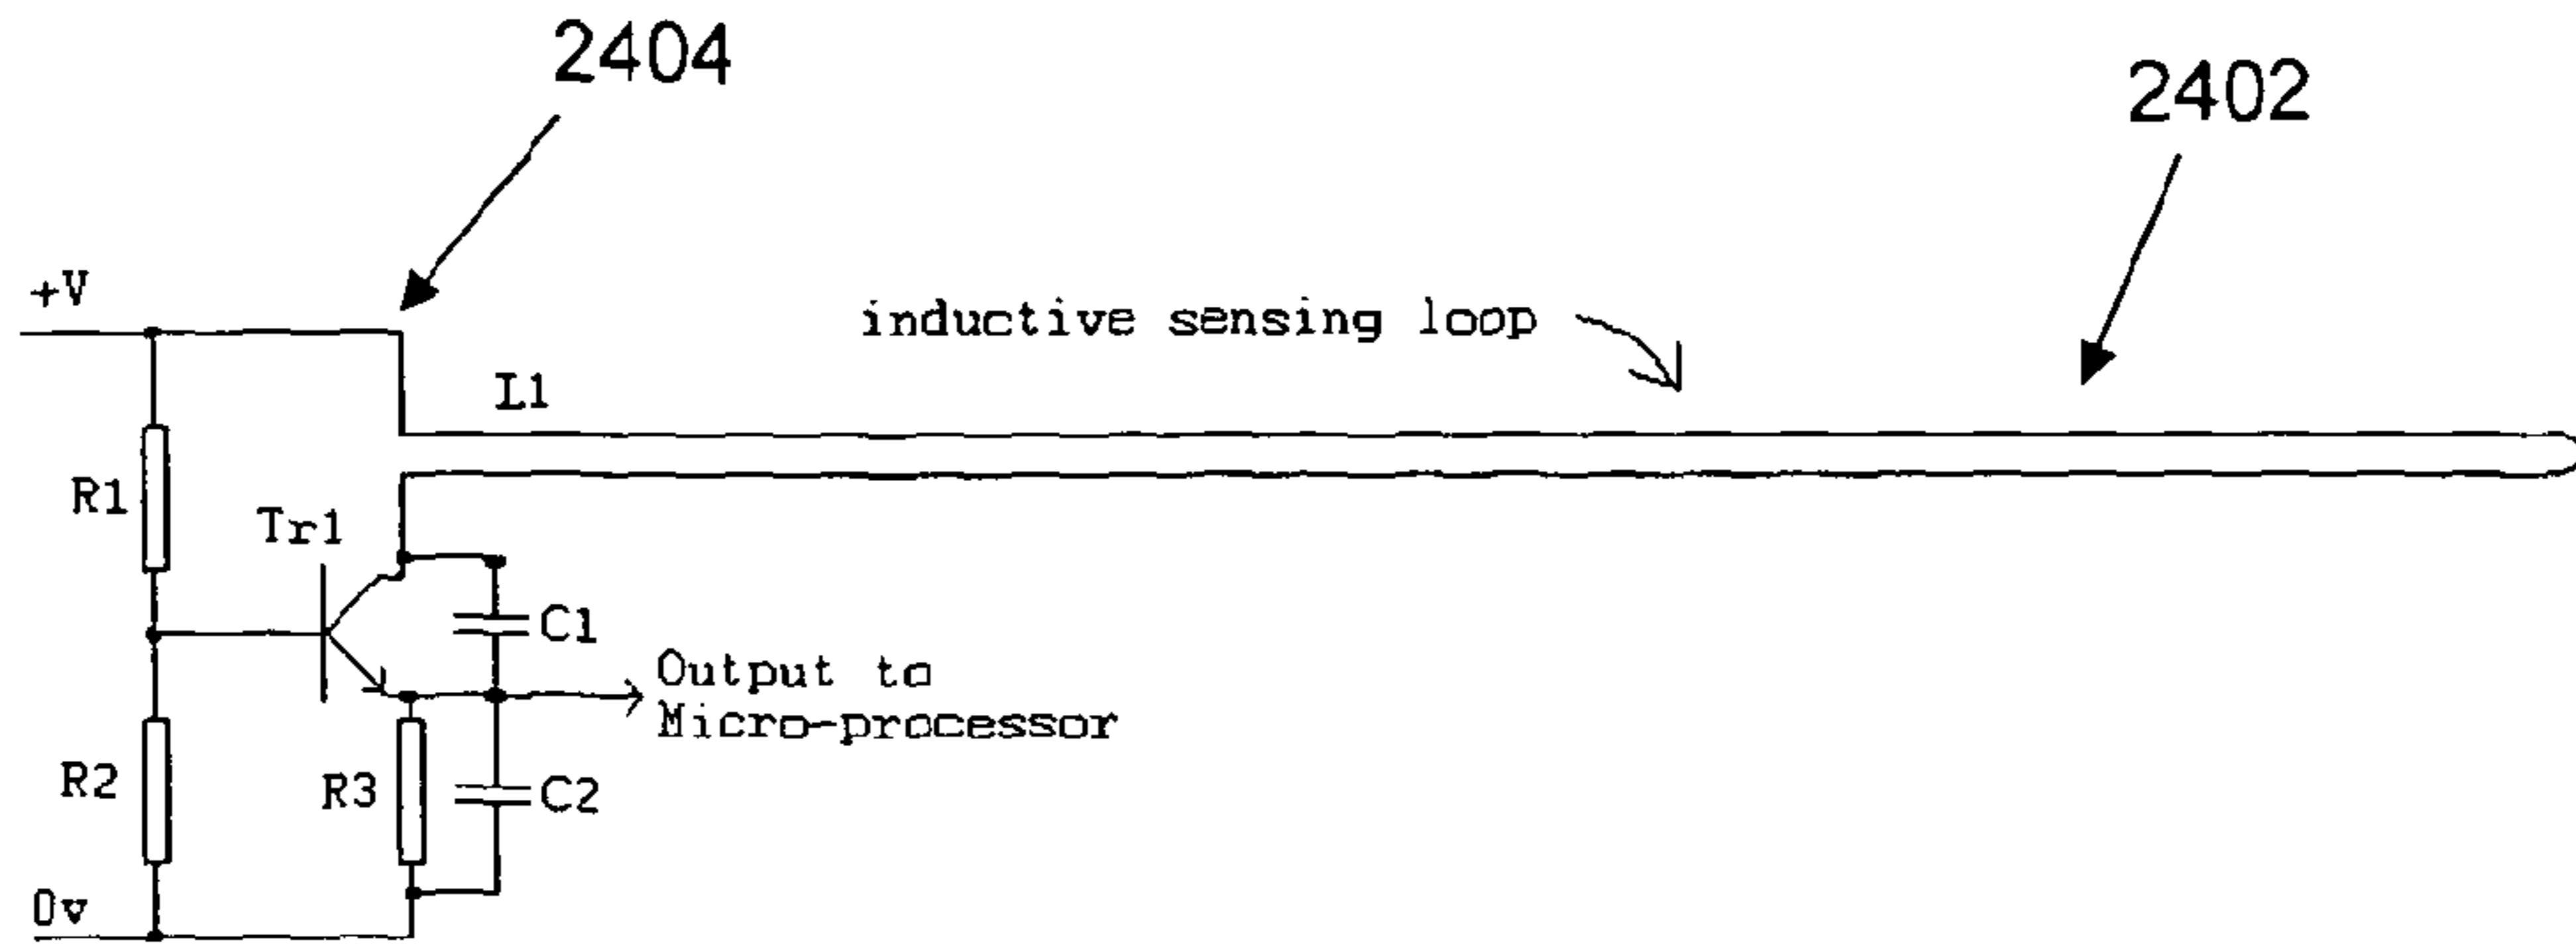 2404
2402
+V
inductive sensing loop
L1
R1
Tr1
C1
Output to
Micro-processor
R2
R3
C2
0v